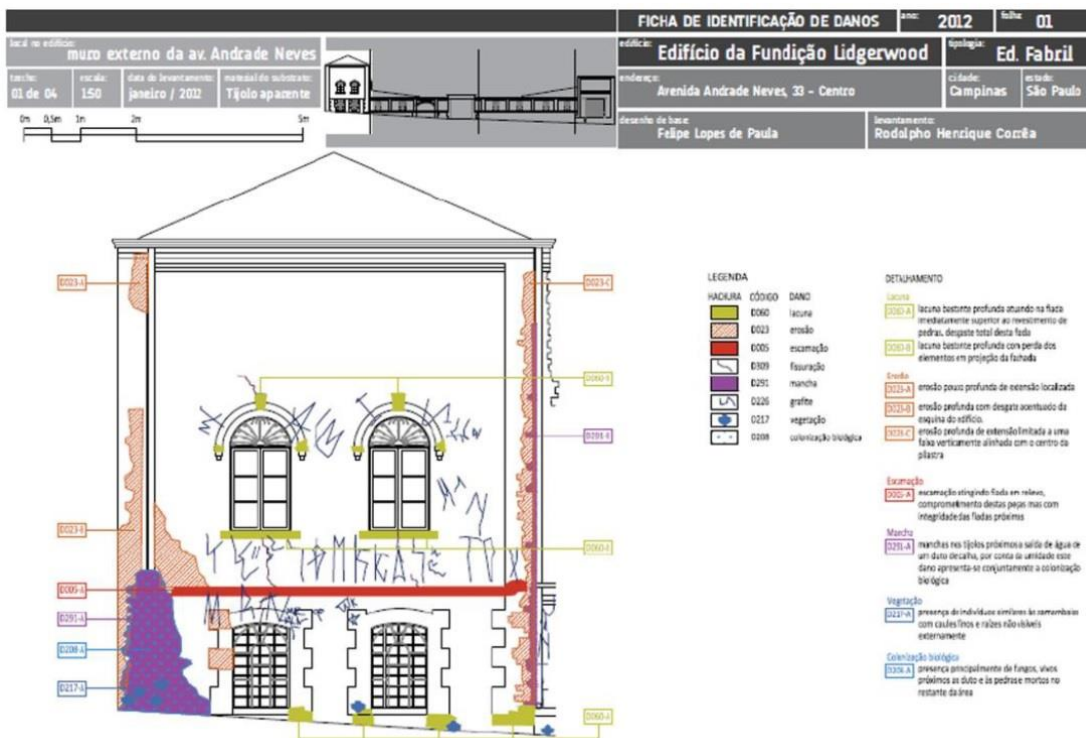 FICHA DE IDENTIFICAÇÃO DE DANOS ano: 2012 folha: 01
local no edifício: muro externo da av. Andrade Neves
edifício: Edifício da Fundição Lidgerwood
tipologia: Ed. Fabril
trecho: 01 de 04
escala: 1:50
data do levantamento: janeiro / 2012
material do substrato: Tijolo aparente
endereço: Avenida Andrade Neves, 33 - Centro
cidade: Campinas
estado: São Paulo
desenho de base: Felipe Lopes de Paula
levantamento: Rodolpho Henrique Corrêa
0m 0,5m 1m 2m 5m
D023-A
D023-C
D060-B
D291-B
D023-B
D060-B
D005-A
D291-A
D208-A
D217-A
D060-A
LEGENDA
HACHURA CÓDIGO DANO
D060 lacuna
D023 erosão
D005 escamação
D309 fissuração
D291 mancha
D226 grafite
D217 vegetação
D208 colonização biológica
DETALHAMENTO
Lacuna
D060-A lacuna bastante profunda atuando na fiada
imediatamente superior ao revestimento de
pedras, desgaste total desta fiada
D060-B lacuna bastante profunda com perda dos
elementos em projeção da fachada
Erosão
D023-A erosão pouco profunda de extensão localizada
D023-B erosão profunda com desgate acentuado da
esquina do edifício.
D023-C erosão profunda de extensão limitada a uma
faixa verticamente alinhada com o centro da
pilastra
Escamação
D005-A escamação atingindo fiada em relevo,
comprometimento destas peças mas com
integridade das fiadas próximas
Mancha
D291-A manchas nos tijolos próximos a saída de água de
um duto de calha, por conta da umidade este
dano apresenta-se conjuntamente a colonização
biológica
Vegetação
D217-A presença de indivíduos similares às samambaias
com caules finos e raízes não visíveis
externamente
Colonização biológica
D208-A presença principalmente de fungos, vivos
próximos ao duto e às pedras e mortos no
restante da área